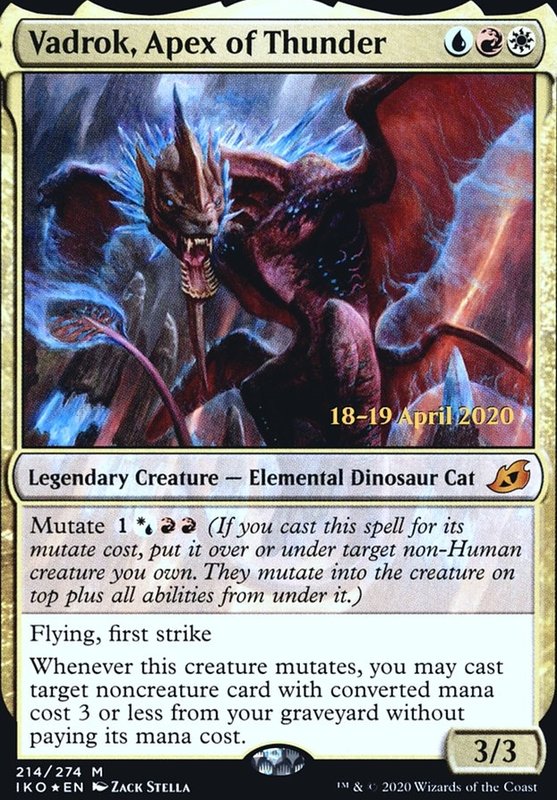 Vadrok, Apex of Thunder
18–19 April 2020
Legendary Creature — Elemental Dinosaur Cat
Mutate 1 (If you cast this spell for its
mutate cost, put it over or under target non-Human
creature you own. They mutate into the creature on
top plus all abilities from under it.)
Flying, first strike
Whenever this creature mutates, you may cast
target noncreature card with converted mana
cost 3 or less from your graveyard without
paying its mana cost.
3/3
214/274 M
IKO★EN Zack Stella
™ & © 2020 Wizards of the Coast